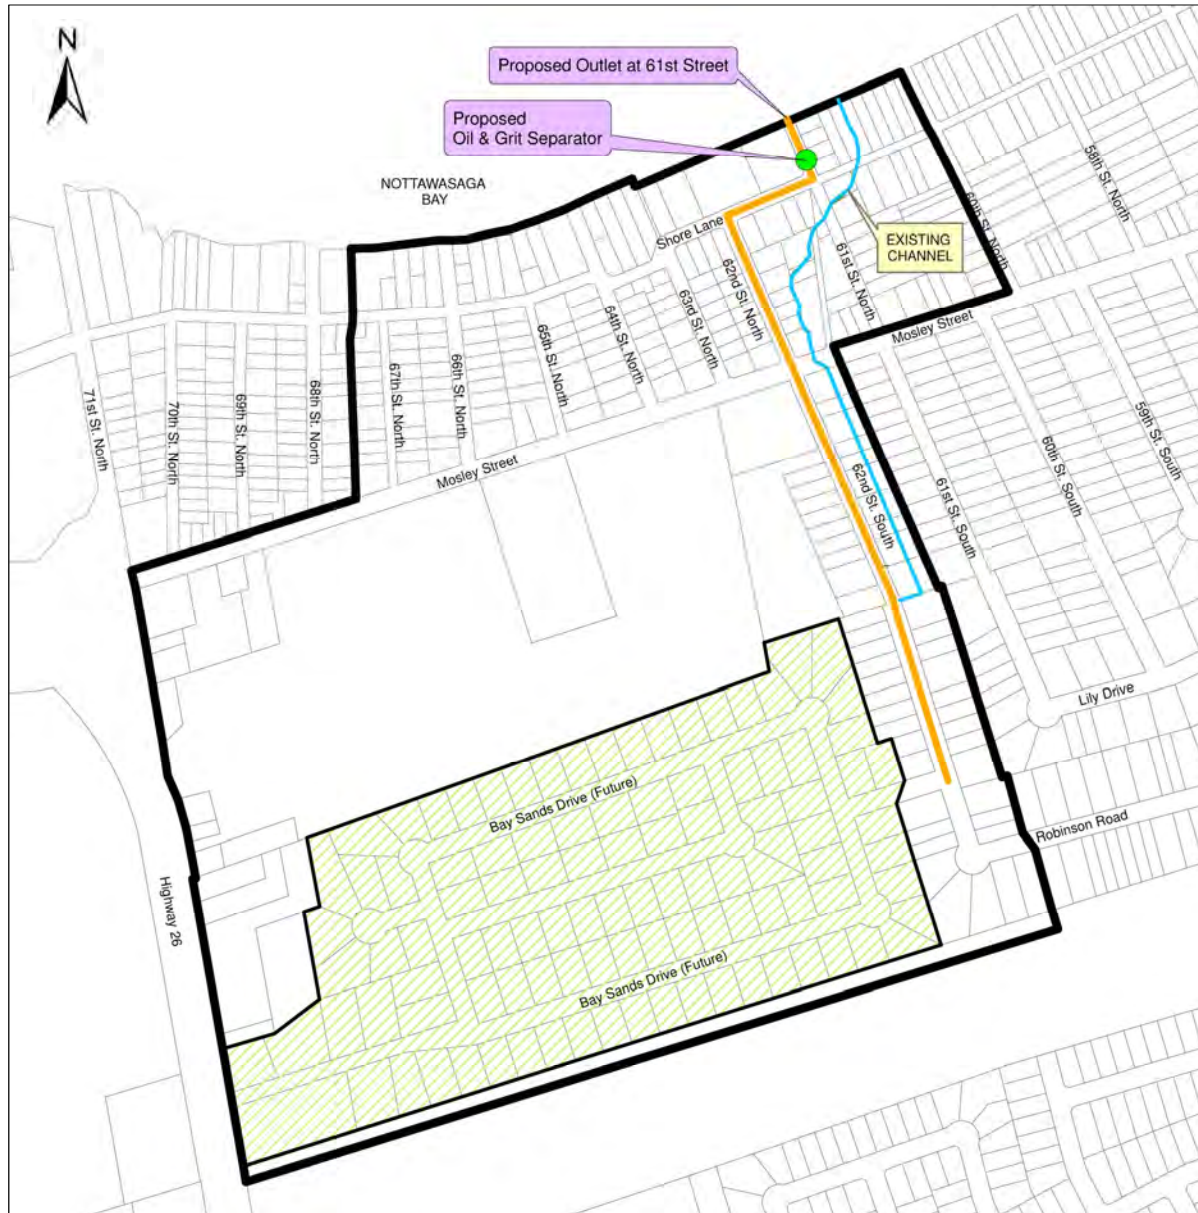 N
Proposed Outlet at 61st Street
Proposed
Oil & Grit Separator
NOTTAWASAGA
BAY
58th St. North
60th St. North
Shore Lane
EXISTING
CHANNEL
61st St. North
62nd St. North
63rd St. North
64th St. North
65th St. North
66th St. North
67th St. North
68th St. North
69th St. North
70th St. North
71st St. North
Mosley Street
Mosley Street
59th St. South
60th St. South
61st St. South
62nd St. South
Lily Drive
Bay Sands Drive (Future)
Robinson Road
Highway 26
Bay Sands Drive (Future)